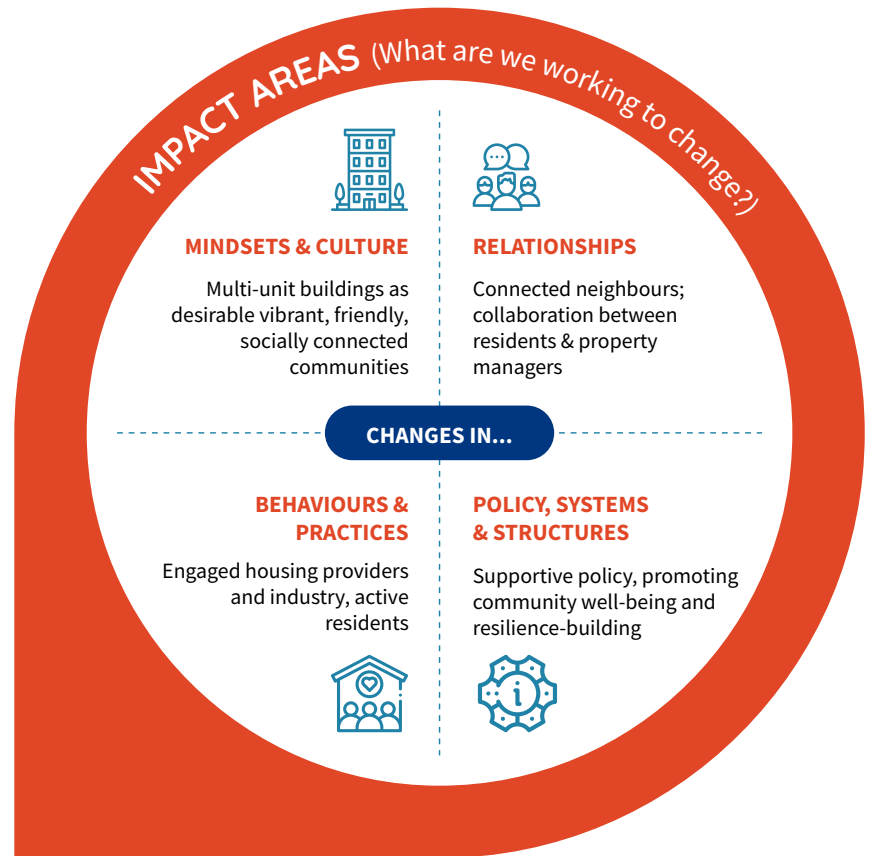 IMPACT AREAS (What are we working to change?)
MINDSETS & CULTURE
Multi-unit buildings as
desirable vibrant, friendly,
socially connected
communities
RELATIONSHIPS
Connected neighbours;
collaboration between
residents & property
managers
CHANGES IN...
BEHAVIOURS &
PRACTICES
Engaged housing providers
and industry, active
residents
POLICY, SYSTEMS
& STRUCTURES
Supportive policy, promoting
community well-being and
resilience-building
i